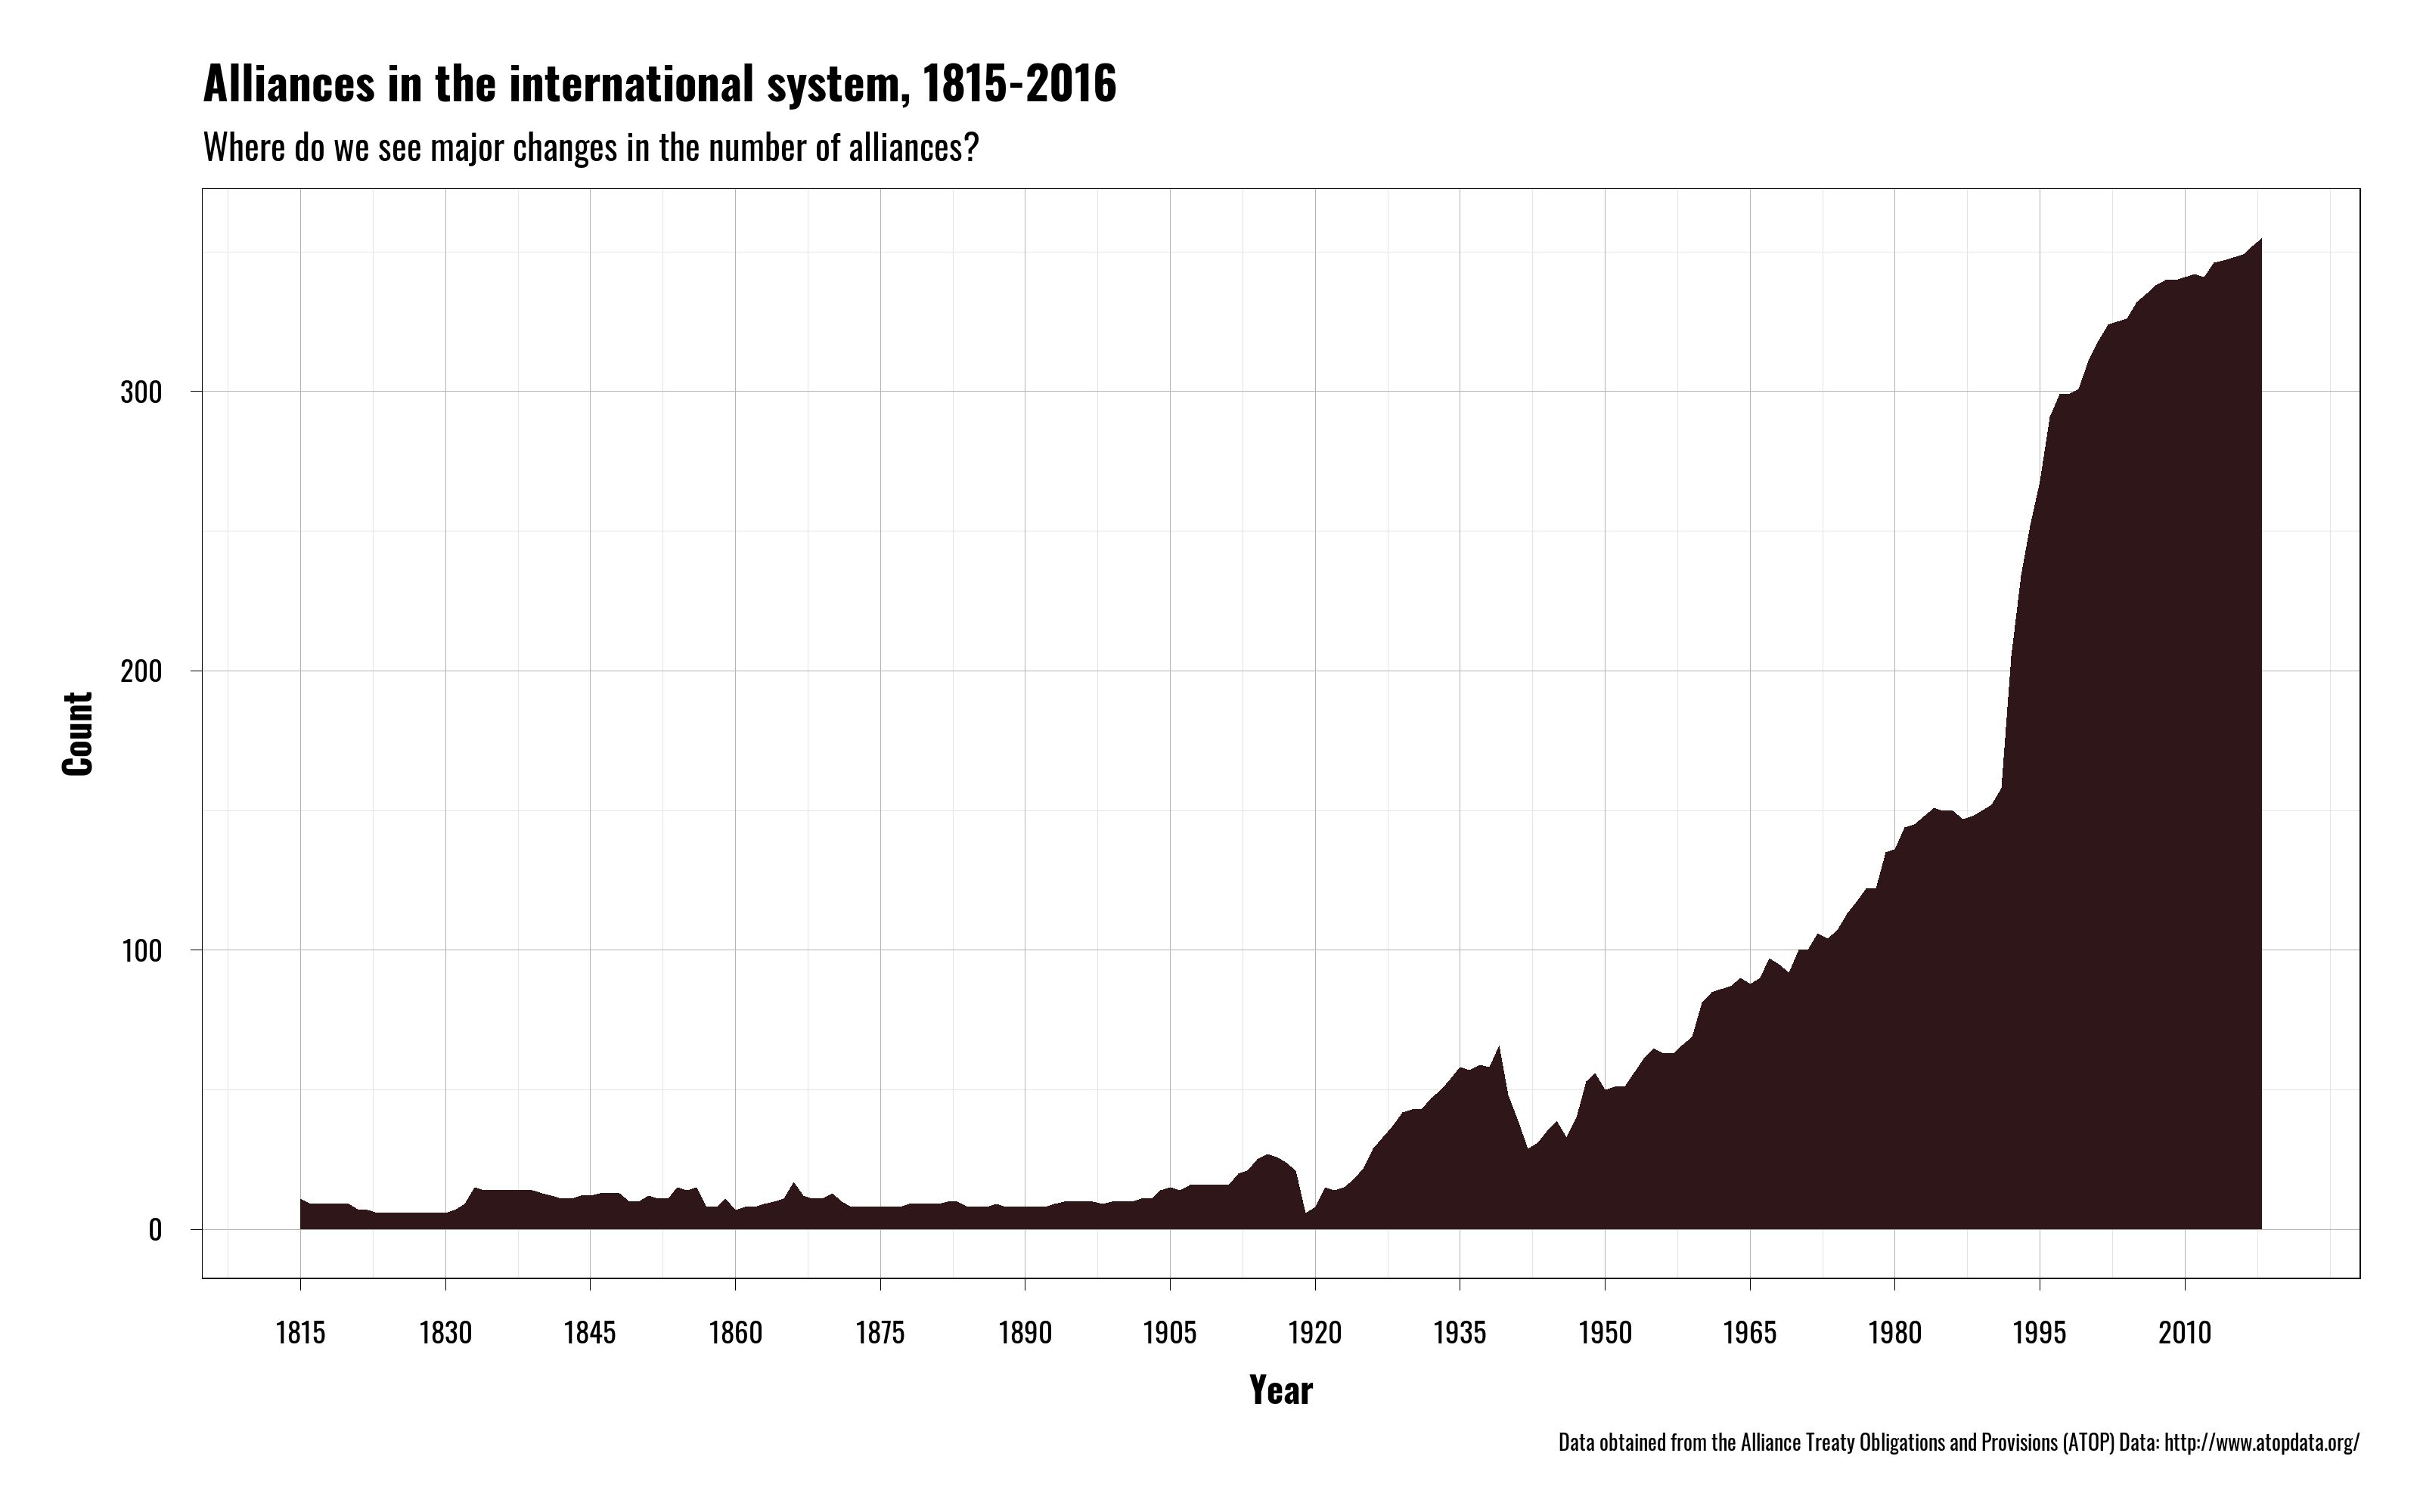 Alliances in the international system, 1815-2016
Where do we see major changes in the number of alliances?
300
200
100
0
Count
1815 1830 1845 1860 1875 1890 1905 1920 1935 1950 1965 1980 1995 2010
Year
Data obtained from the Alliance Treaty Obligations and Provisions (ATOP) Data: http://www.atopdata.org/